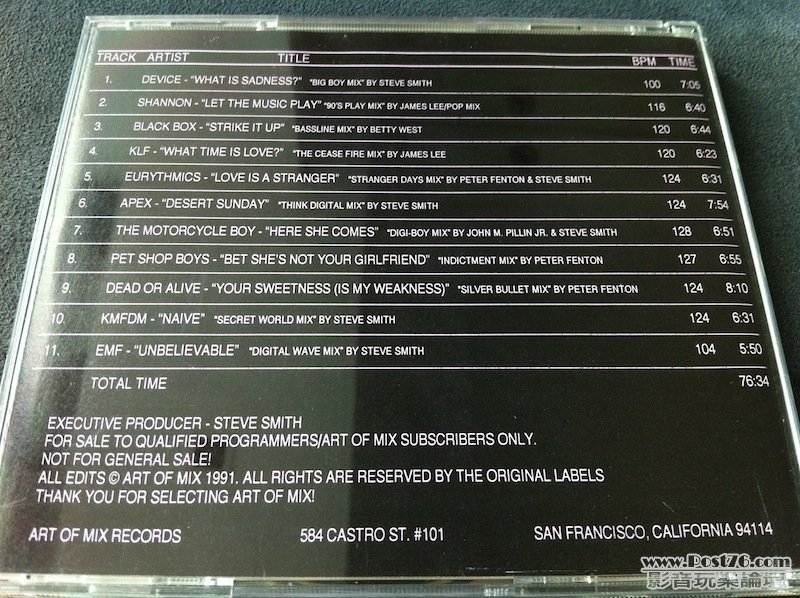 TRACK ARTIST TITLE BPM TIME
1. DEVICE - "WHAT IS SADNESS?" "BIG BOY MIX" BY STEVE SMITH 100 7:05
2. SHANNON - "LET THE MUSIC PLAY" "90'S PLAY MIX" BY JAMES LEE/POP MIX 116 6:40
3. BLACK BOX - "STRIKE IT UP" "BASSLINE MIX" BY BETTY WEST 120 6:44
4. KLF - "WHAT TIME IS LOVE?" "THE CEASE FIRE MIX" BY JAMES LEE 120 6:23
5. EURYTHMICS - "LOVE IS A STRANGER" "STRANGER DAYS MIX" BY PETER FENTON & STEVE SMITH 124 6:31
6. APEX - "DESERT SUNDAY" "THINK DIGITAL MIX" BY STEVE SMITH 124 7:54
7. THE MOTORCYCLE BOY - "HERE SHE COMES" "DIGI-BOY MIX" BY JOHN M. PILLIN JR. & STEVE SMITH 128 6:51
8. PET SHOP BOYS - "BET SHE'S NOT YOUR GIRLFRIEND" "INDICTMENT MIX" BY PETER FENTON 127 6:55
9. DEAD OR ALIVE - "YOUR SWEETNESS (IS MY WEAKNESS)" "SILVER BULLET MIX" BY PETER FENTON 124 8:10
10. KMFDM - "NAIVE" "SECRET WORLD MIX" BY STEVE SMITH 124 6:31
11. EMF - "UNBELIEVABLE" "DIGITAL WAVE MIX" BY STEVE SMITH 104 5:50
TOTAL TIME 76:34
EXECUTIVE PRODUCER - STEVE SMITH
FOR SALE TO QUALIFIED PROGRAMMERS/ART OF MIX SUBSCRIBERS ONLY.
NOT FOR GENERAL SALE!
ALL EDITS © ART OF MIX 1991. ALL RIGHTS ARE RESERVED BY THE ORIGINAL LABELS
THANK YOU FOR SELECTING ART OF MIX!
ART OF MIX RECORDS 584 CASTRO ST. #101 SAN FRANCISCO, CALIFORNIA 94114
www.Post76.com
影音玩樂論壇